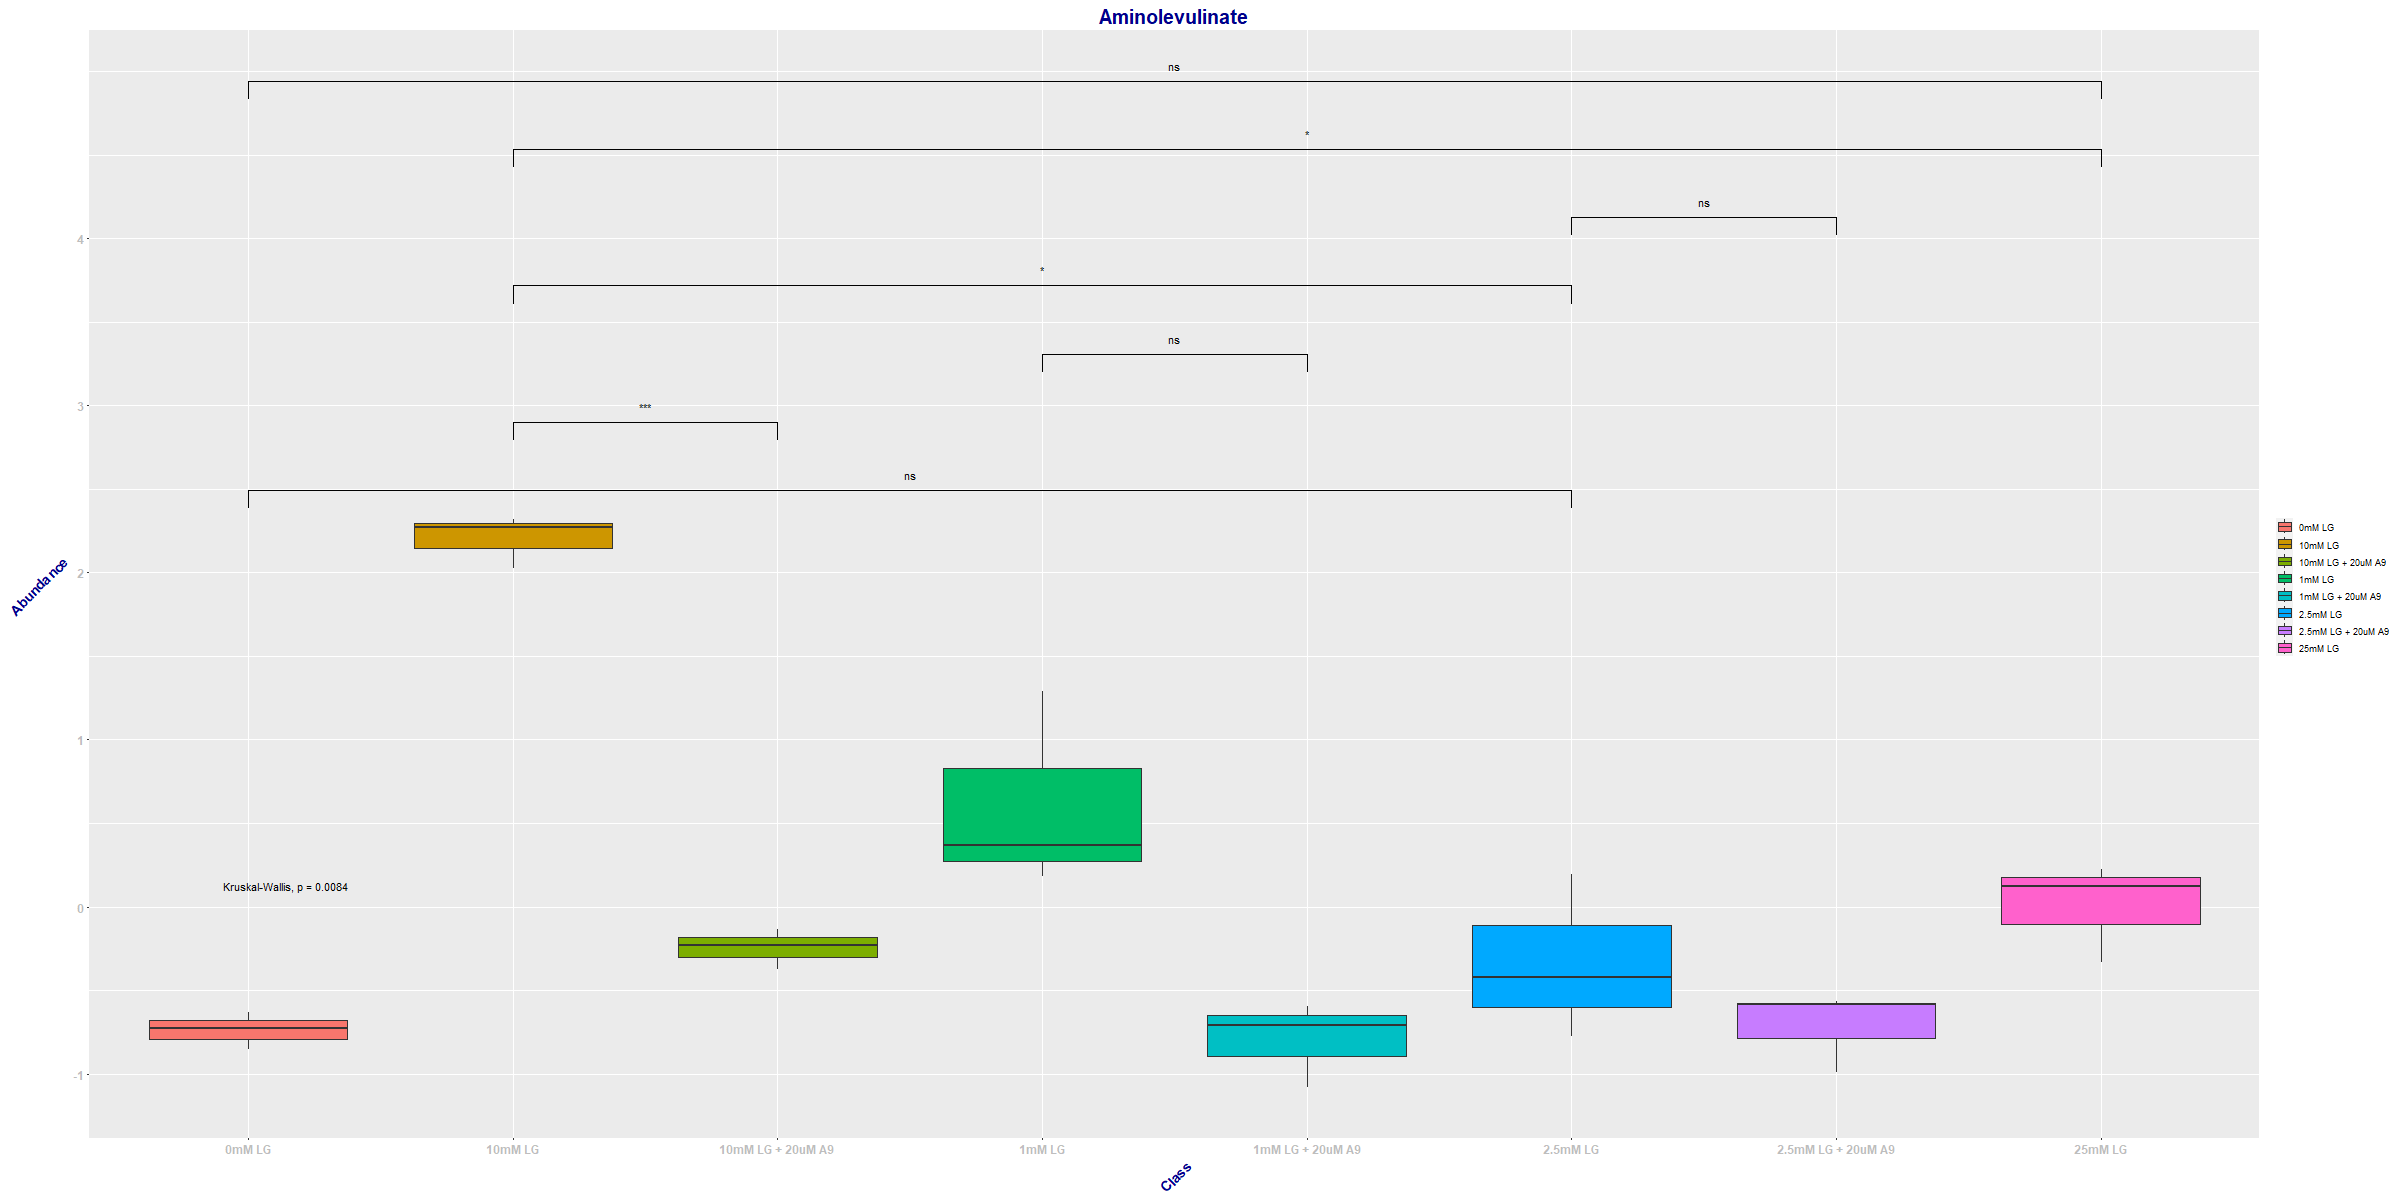 Aminolevulinate
ns
*
ns
*
ns
***
ns
Kruskal-Wallis, p = 0.0084
4
3
2
1
0
-1
Abundance
0mM LG
10mM LG
10mM LG + 20uM A9
1mM LG
1mM LG + 20uM A9
2.5mM LG
2.5mM LG + 20uM A9
25mM LG
Class
0mM LG
10mM LG
10mM LG + 20uM A9
1mM LG
1mM LG + 20uM A9
2.5mM LG
2.5mM LG + 20uM A9
25mM LG